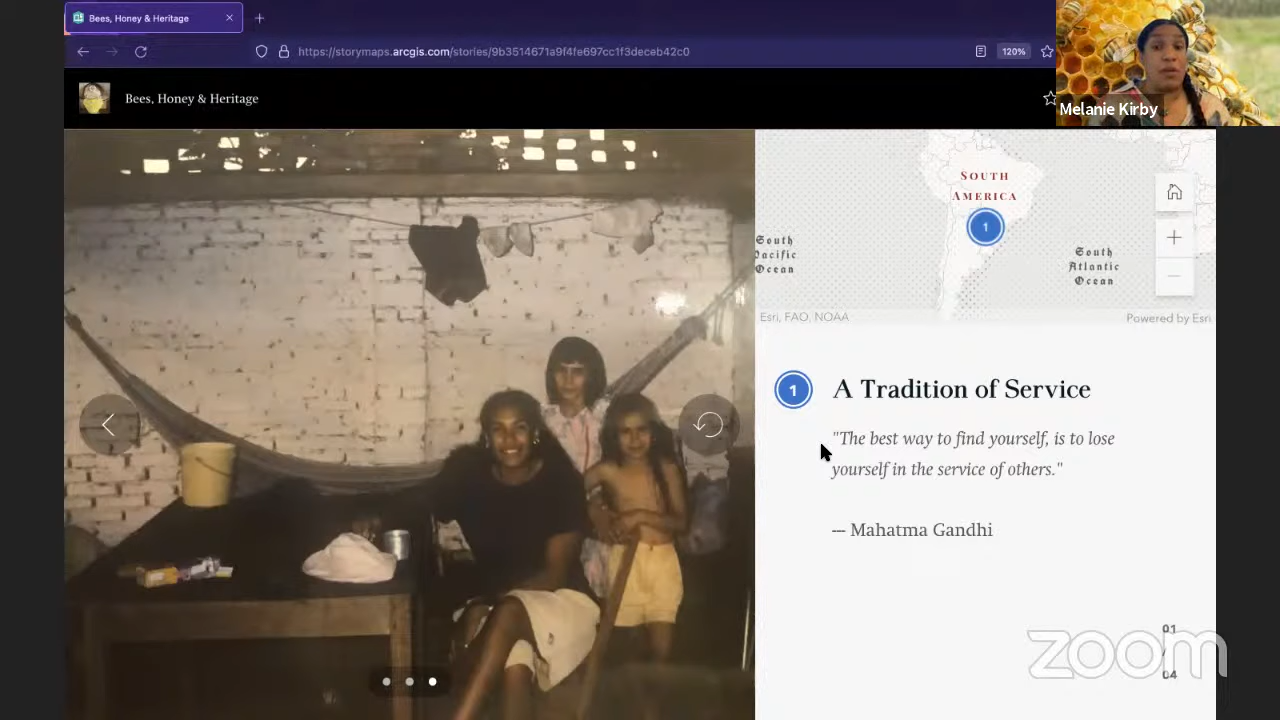 Bees, Honey & Heritage
https://storymaps.arcgis.com/stories/9b3514671a9f4fe697cc1f3deceb42c0
120%
Bees, Honey & Heritage
Melanie Kirby
SOUTH
AMERICA
1
South
Pacific
Ocean
South
Atlantic
Ocean
Esri, FAO, NOAA
Powered by Esri
1
A Tradition of Service
"The best way to find yourself, is to lose
yourself in the service of others."
— Mahatma Gandhi
01
/
04
zoom